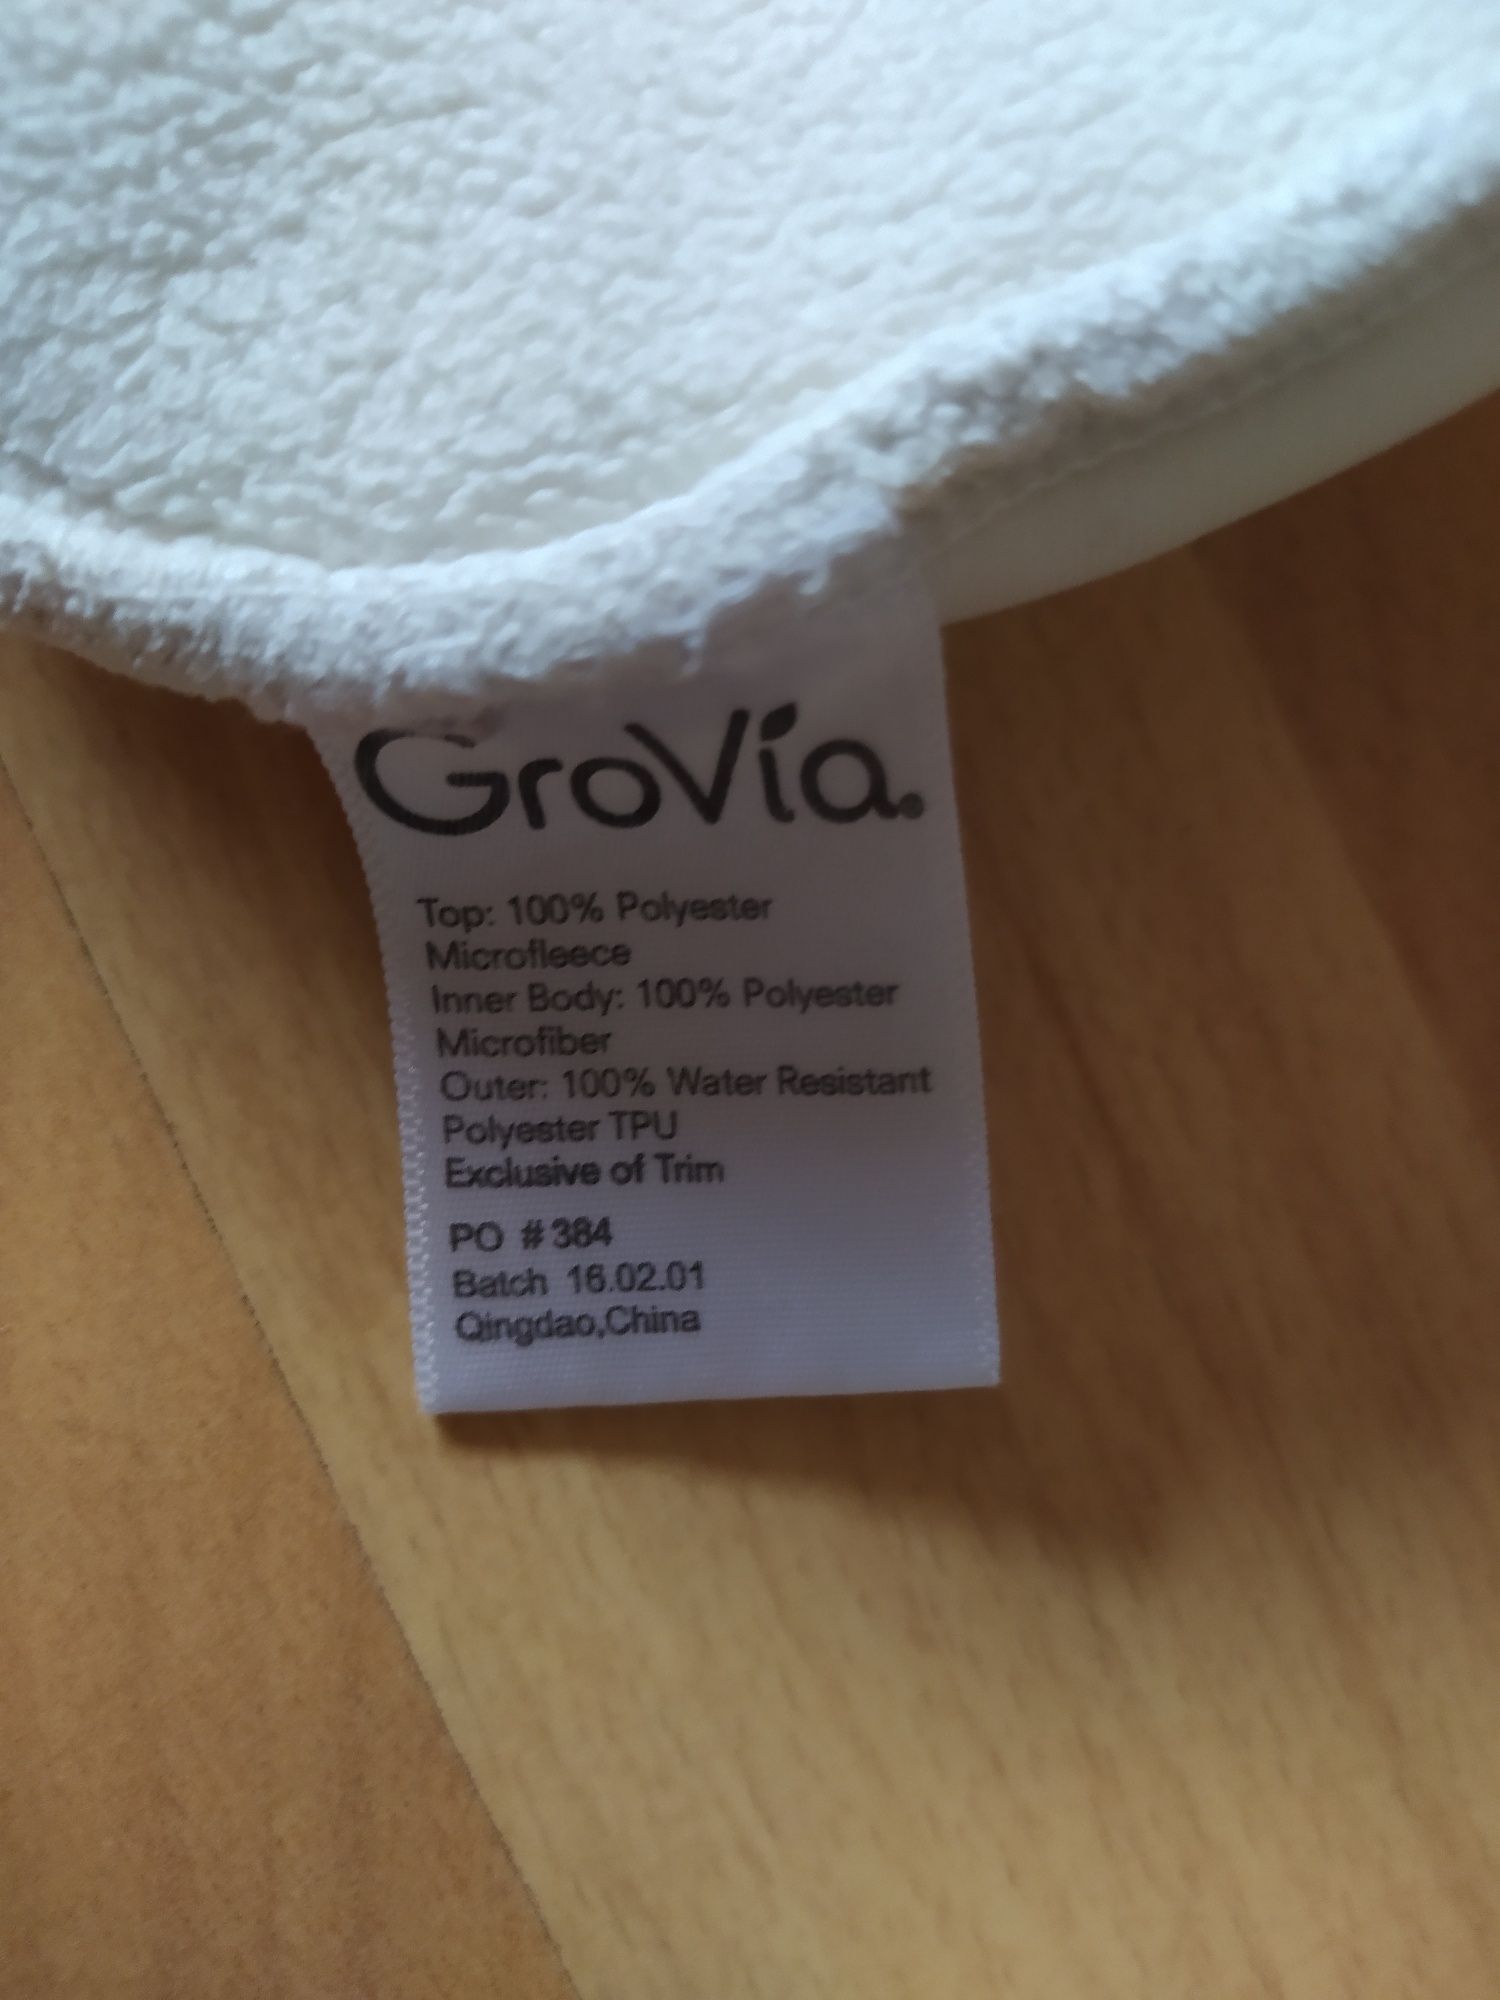 GroVia®
Top: 100% Polyester
Microfleece
Inner Body: 100% Polyester
Microfiber
Outer: 100% Water Resistant
Polyester TPU
Exclusive of Trim
PO #384
Batch 16.02.01
Qingdao,China